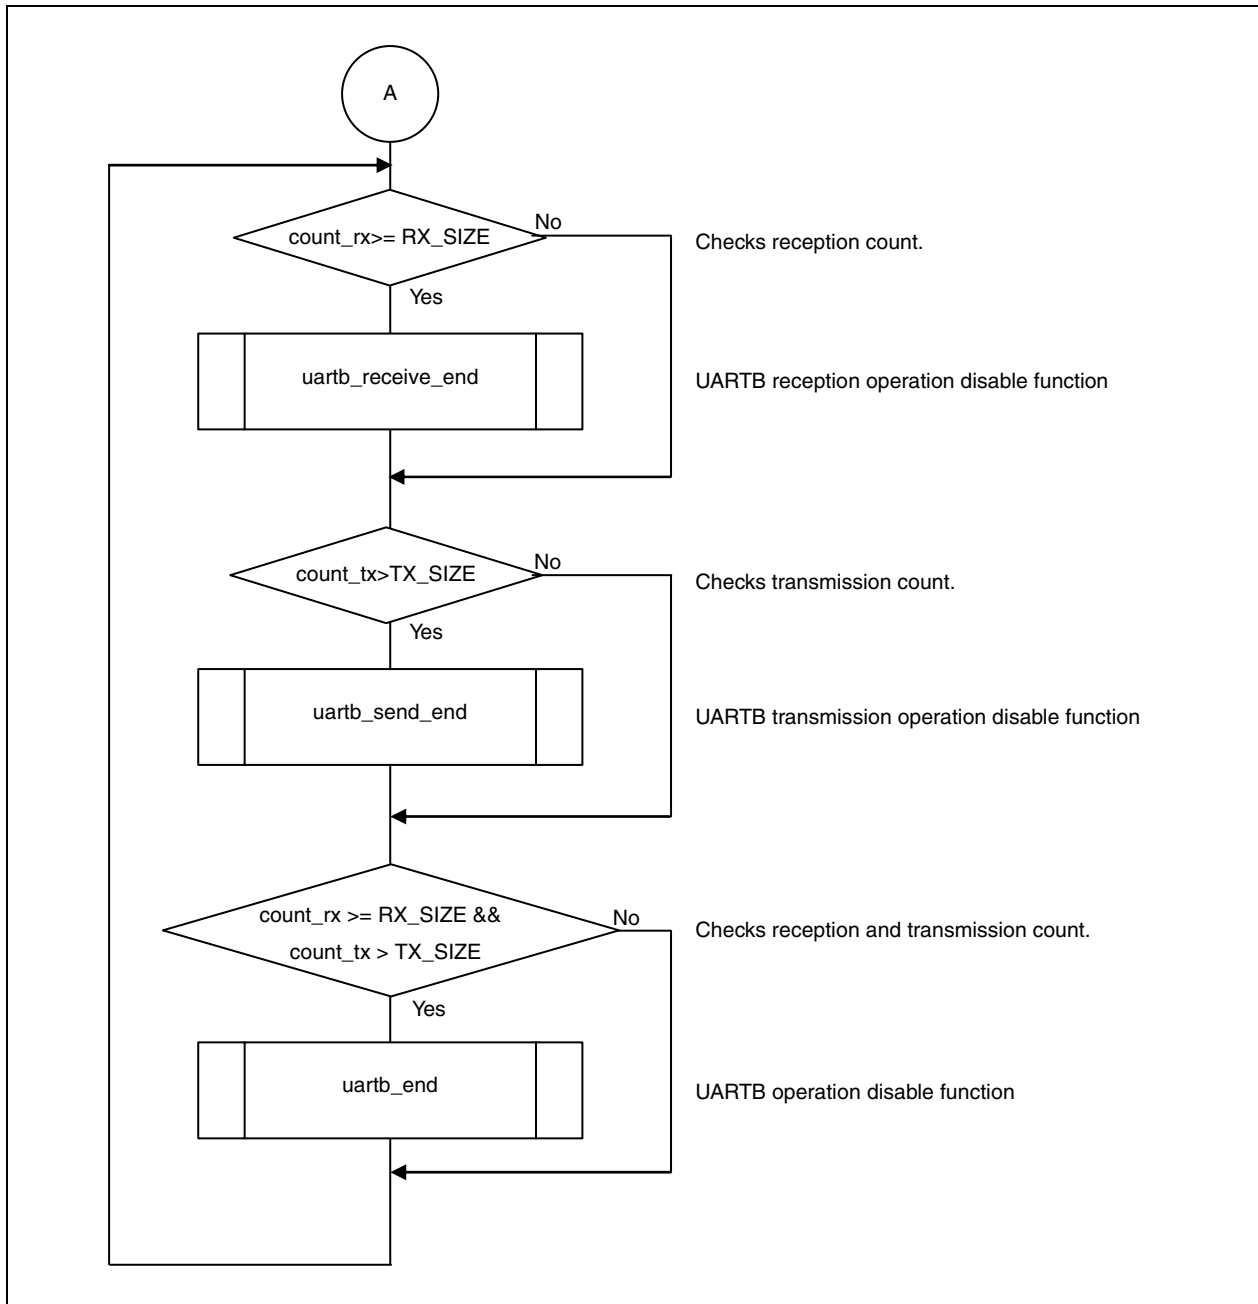 A
No
count_rx>= RX_SIZE
Checks reception count.
Yes
uartb_receive_end
UARTB reception operation disable function
No
count_tx>TX_SIZE
Checks transmission count.
Yes
uartb_send_end
UARTB transmission operation disable function
count_rx >= RX_SIZE &&
count_tx > TX_SIZE
No
Checks reception and transmission count.
Yes
uartb_end
UARTB operation disable function